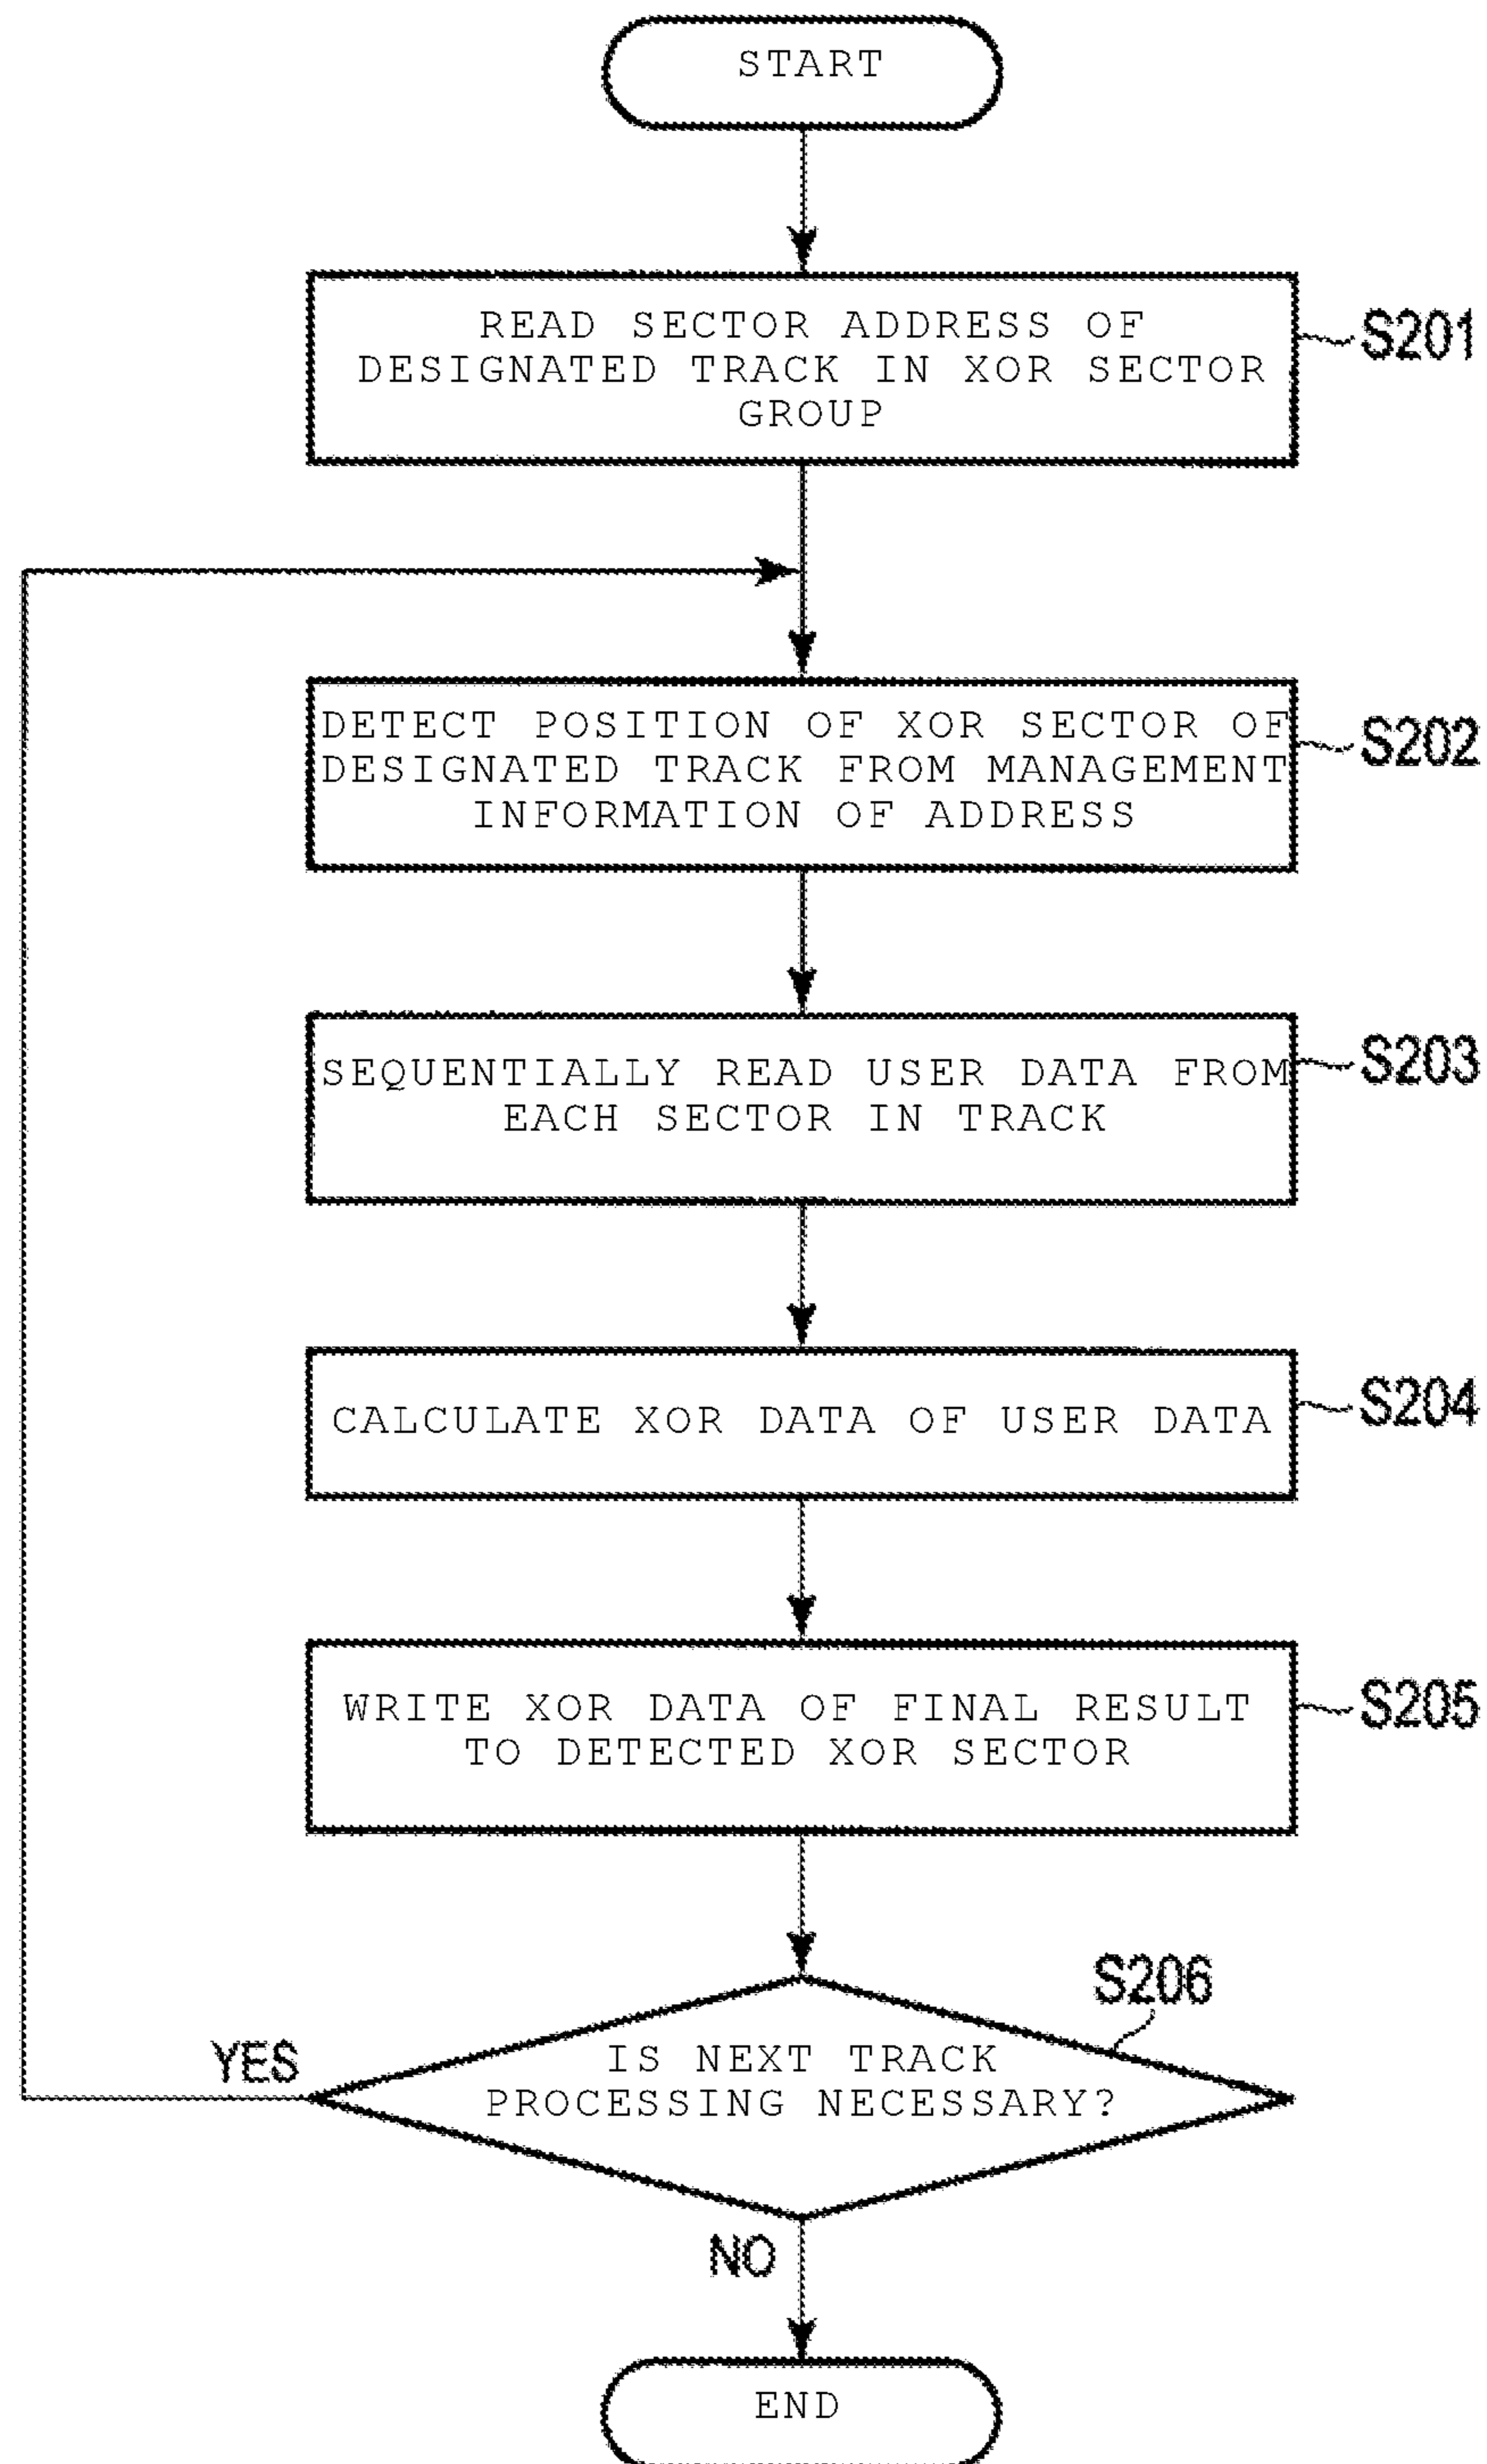 START
READ SECTOR ADDRESS OF
DESIGNATED TRACK IN XOR SECTOR
GROUP
S201
DETECT POSITION OF XOR SECTOR OF
DESIGNATED TRACK FROM MANAGEMENT
INFORMATION OF ADDRESS
S202
SEQUENTIALLY READ USER DATA FROM
EACH SECTOR IN TRACK
S203
CALCULATE XOR DATA OF USER DATA
S204
WRITE XOR DATA OF FINAL RESULT
TO DETECTED XOR SECTOR
S205
S206
IS NEXT TRACK
PROCESSING NECESSARY?
YES
NO
END